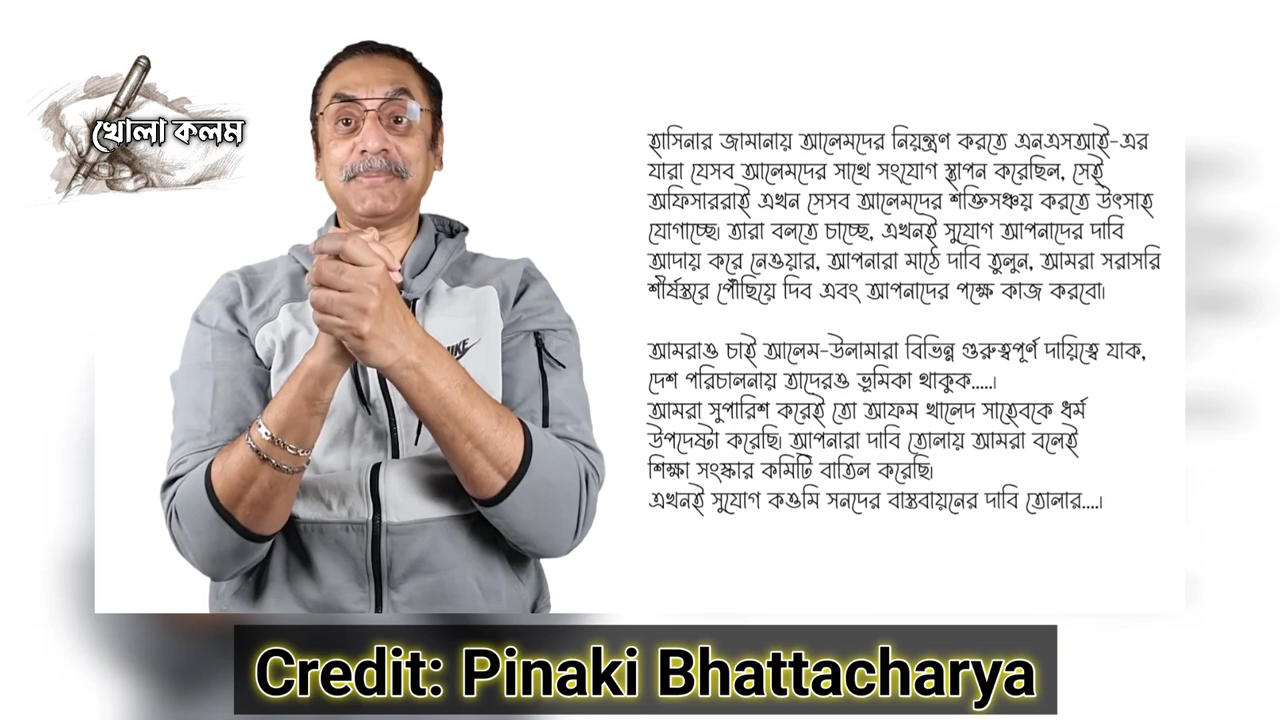 খোলা কলম
হাসিনার জামানায় আলেমদের নিয়ন্ত্রণ করতে এনএসআই-এর
যারা যেসব আলেমদের সাথে সংযোগ স্থাপন করেছিল, সেই
অফিসাররাই এখন সেসব আলেমদের শক্তিসঞ্চয় করতে উৎসাহ
যোগাচ্ছে। তারা বলতে চাচ্ছে, এখনই সুযোগ আপনাদের দাবি
আদায় করে নেওয়ার, আপনারা মাঠে দাবি তুলুন, আমরা সরাসরি
শীর্ষস্তরে পৌঁছিয়ে দিব এবং আপনাদের পক্ষে কাজ করবো।
আমরাও চাই আলেম-উলামারা বিভিন্ন গুরুত্বপূর্ণ দায়িত্বে যাক,
দেশ পরিচালনায় তাদেরও ভূমিকা থাকুক.....।
আমরা সুপারিশ করেই তো আফম খালেদ সাহেবকে ধর্ম
উপদেষ্টা করেছি। আপনারা দাবি তোলায় আমরা বলেই
শিক্ষা সংস্কার কমিটি বাতিল করেছি।
এখনই সুযোগ কওমি সনদের বাস্তবায়নের দাবি তোলার....।
NIKE
Credit: Pinaki Bhattacharya